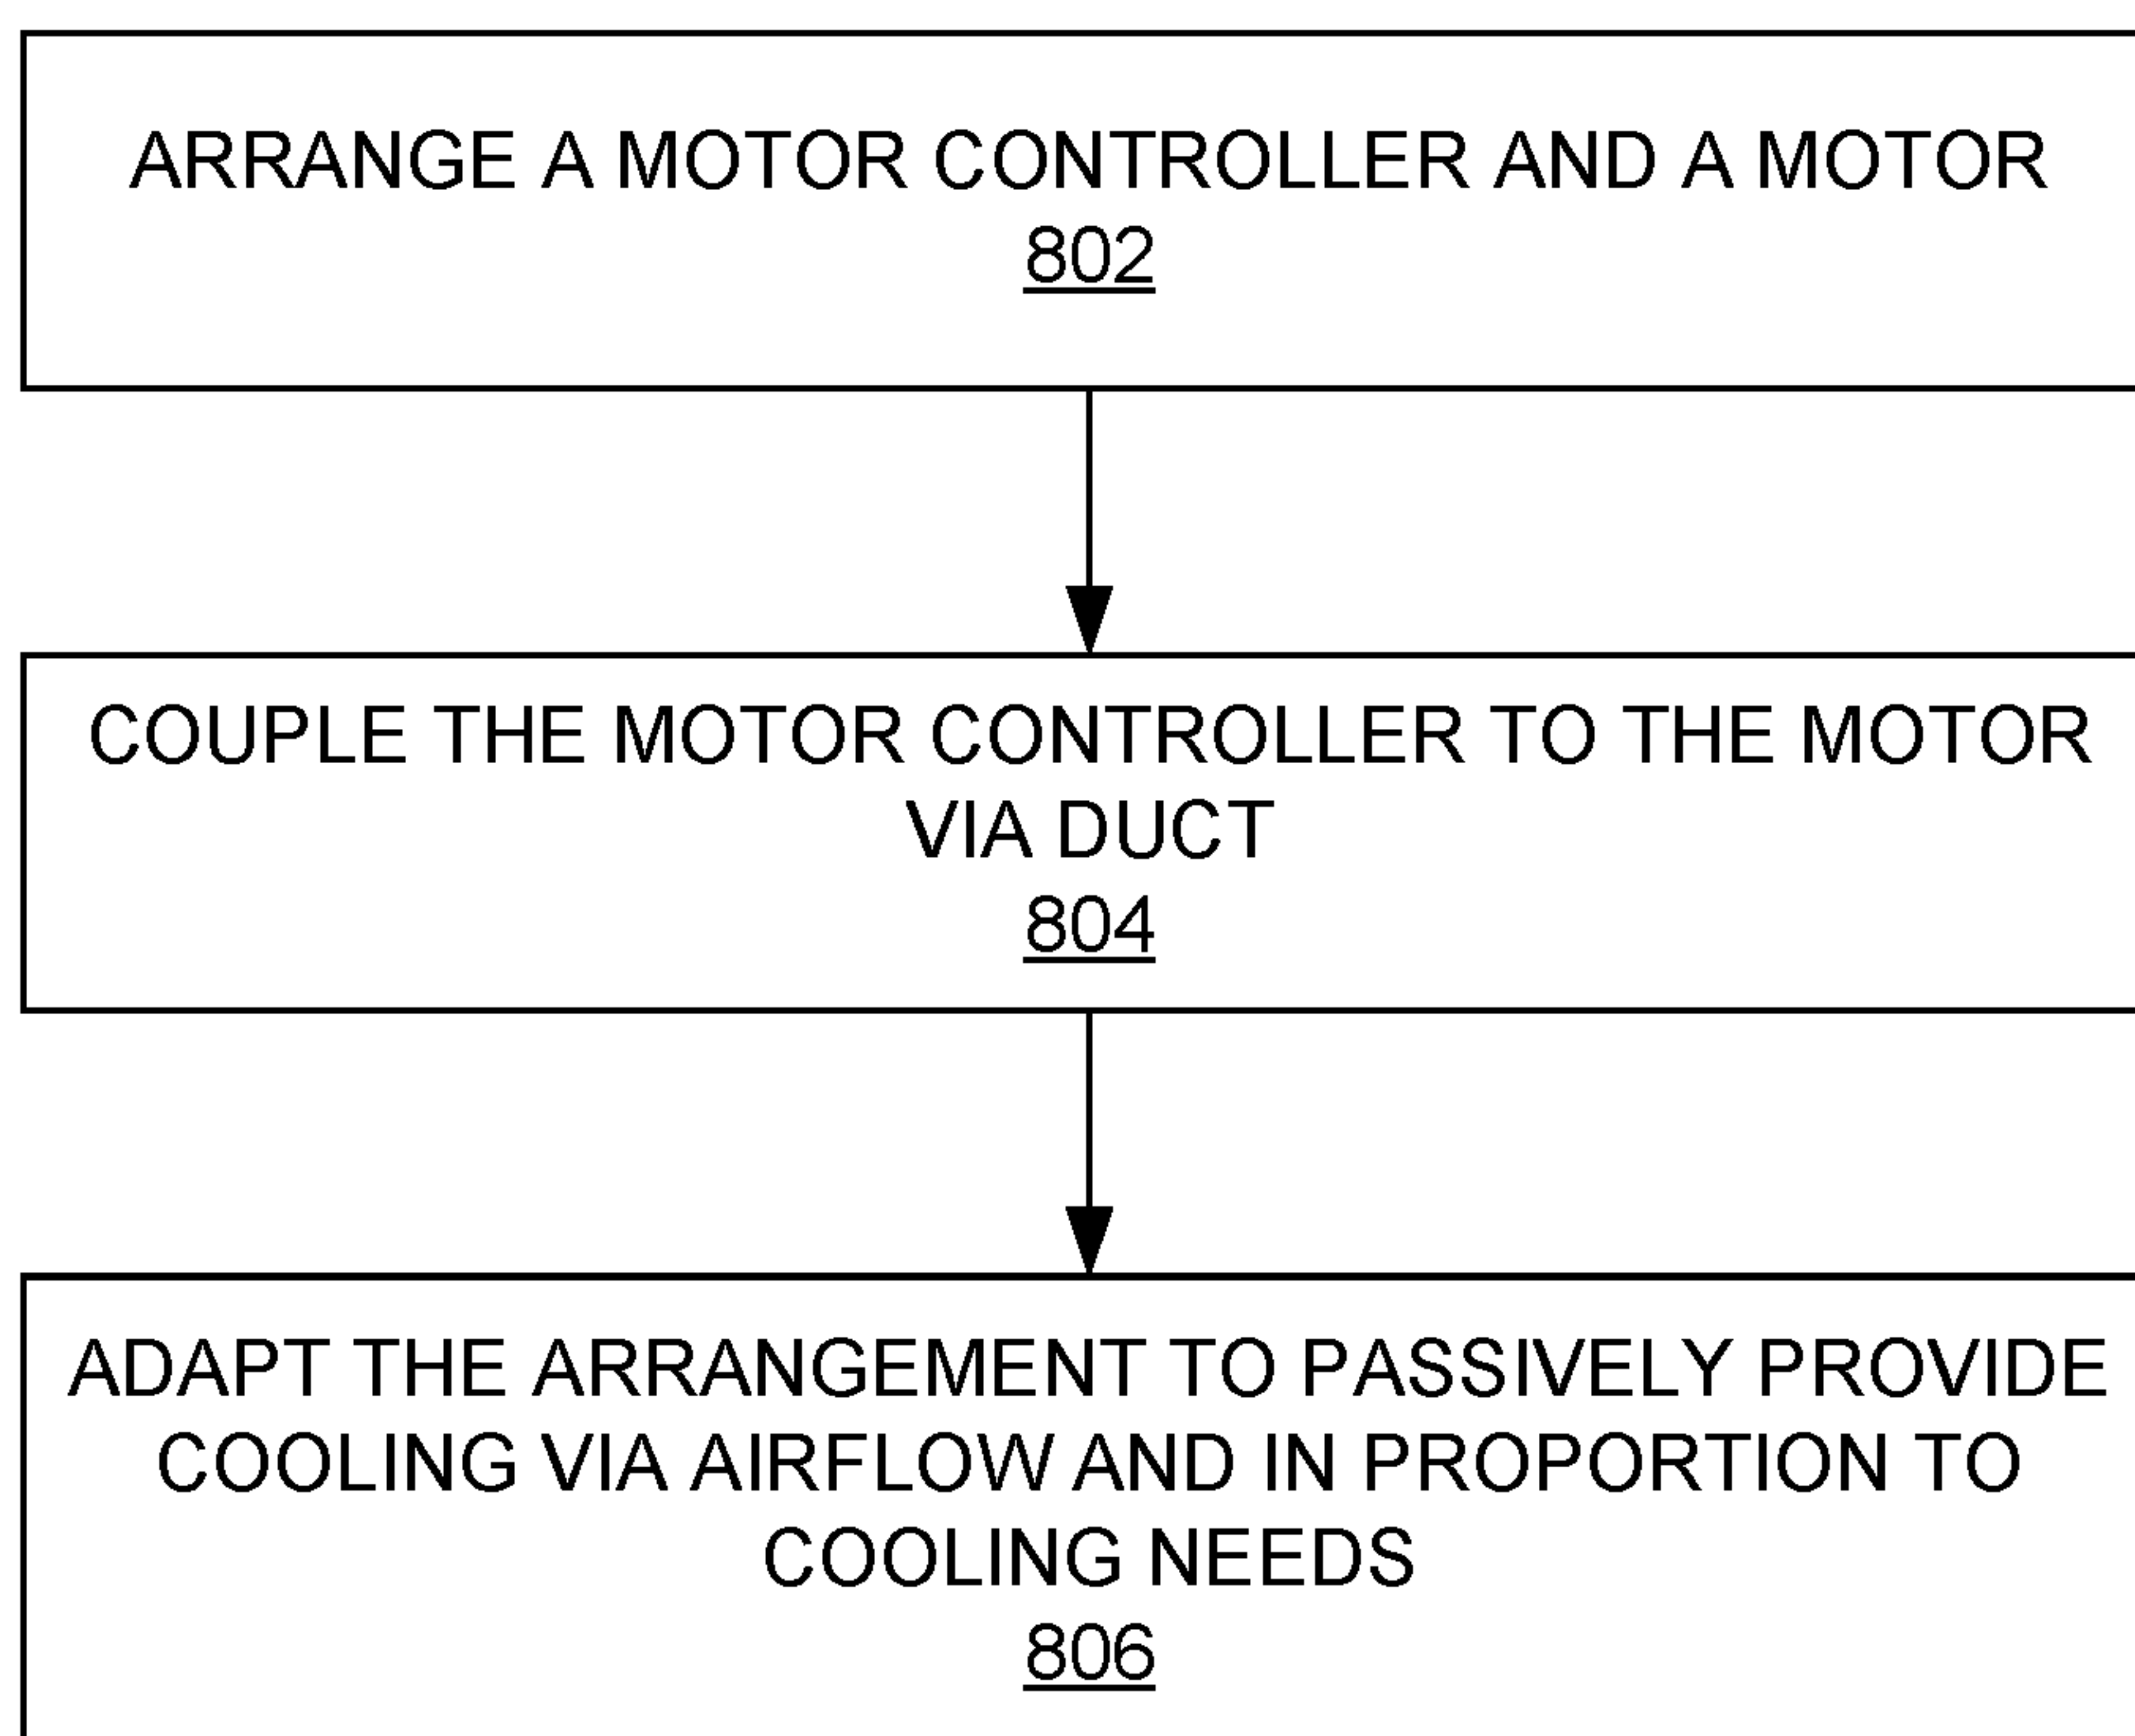 ARRANGE A MOTOR CONTROLLER AND A MOTOR
802
COUPLE THE MOTOR CONTROLLER TO THE MOTOR
VIA DUCT
804
ADAPT THE ARRANGEMENT TO PASSIVELY PROVIDE
COOLING VIA AIRFLOW AND IN PROPORTION TO
COOLING NEEDS
806